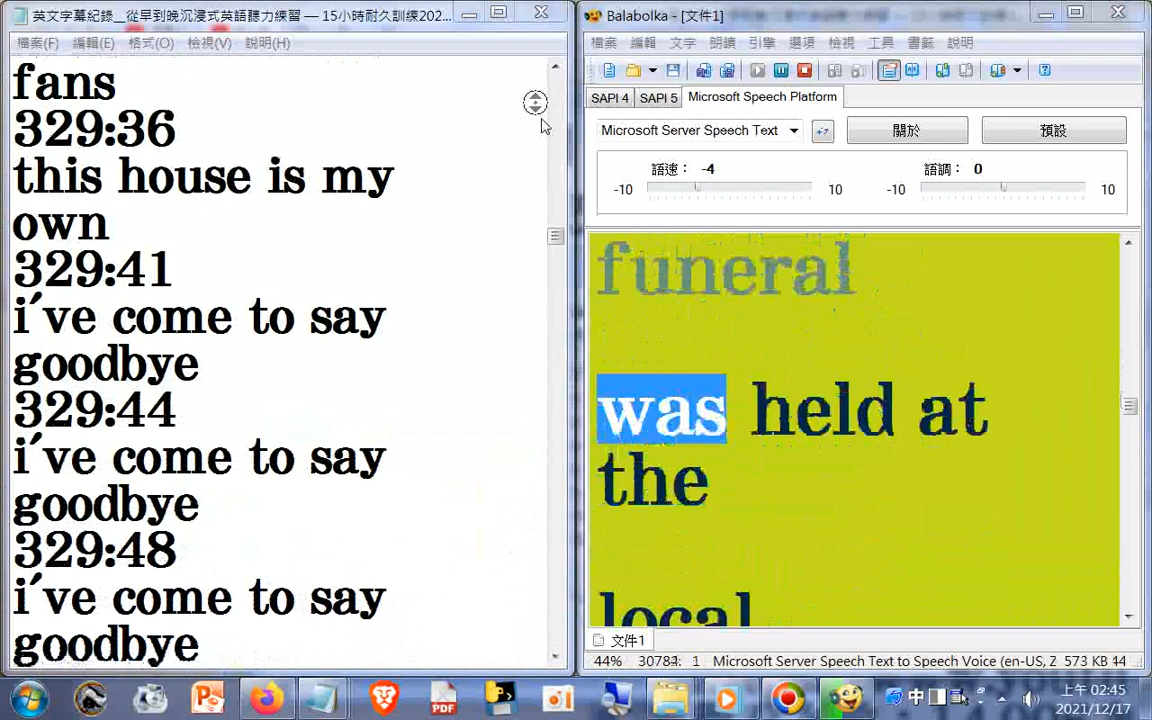 英文字幕紀錄__從早到晚沉浸式英語聽力練習 — 15小時耐久訓練202...
檔案(F) 編輯(E) 格式(O) 檢視(V) 說明(H)
fans
329:36
this house is my
own
329:41
i've come to say
goodbye
329:44
i've come to say
goodbye
329:48
i've come to say
goodbye
Balabolka - [文件1]
檔案 編輯 文字 朗讀 引擎 選項 檢視 工具 書籤 說明
SAPI 4 SAPI 5 Microsoft Speech Platform
Microsoft Server Speech Text 關於 預設
語速： -4 語調： 0
-10 10 -10 10
funeral
was held at
the
local
文件1
44% 1 Microsoft Server Speech Text to Speech Voice (en-US, Z 573 KB 44
PDF 中 上午 02:45
2021/12/17